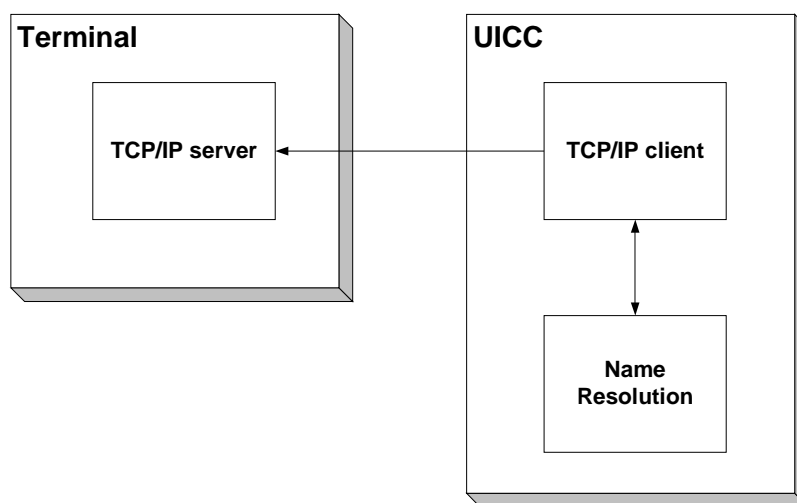 Terminal
UICC
TCP/IP server
TCP/IP client
Name
Resolution